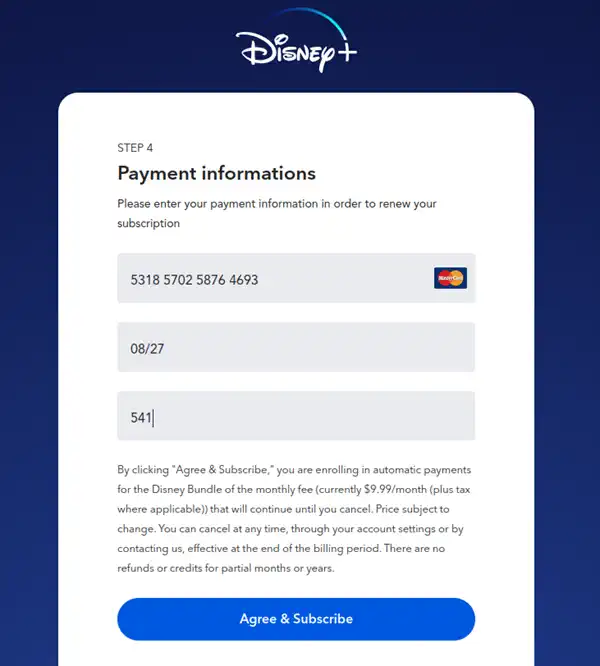 Disney+
STEP 4
Payment informations
Please enter your payment information in order to renew your
subscription
5318 5702 5876 4693
MasterCard
08/27
541
By clicking "Agree & Subscribe," you are enrolling in automatic payments
for the Disney Bundle of the monthly fee (currently $9.99/month (plus tax
where applicable)) that will continue until you cancel. Price subject to
change. You can cancel at any time, through your account settings or by
contacting us, effective at the end of the billing period. There are no
refunds or credits for partial months or years.
Agree & Subscribe